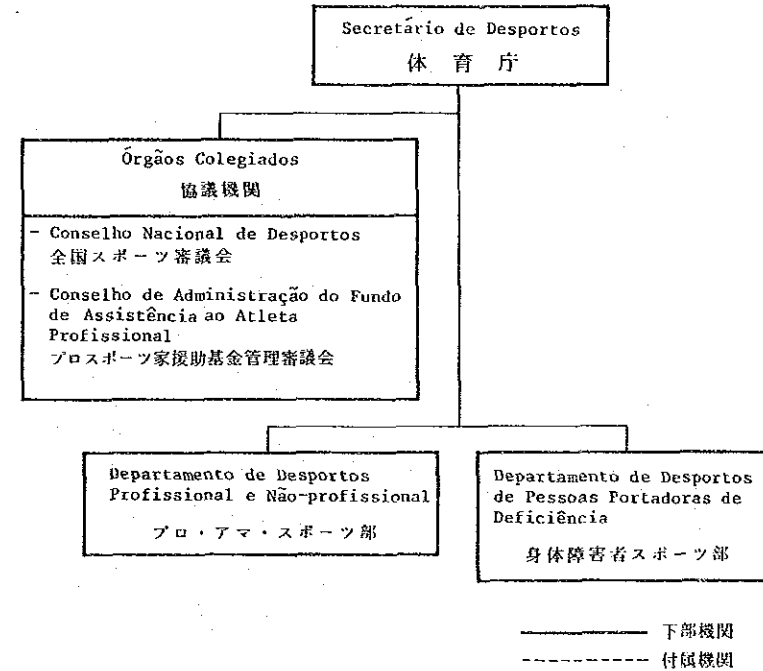 Secretário de Desportos
体育庁
Órgãos Colegiados
協議機関
- Conselho Nacional de Desportos
全国スポーツ審議会
- Conselho de Administração do Fundo
de Assistência ao Atleta
Profissional
プロスポーツ家援助基金管理審議会
Departamento de Desportos
Profissional e Não-profissional
プロ・アマ・スポーツ部
Departamento de Desportos
de Pessoas Portadoras de
Deficiência
身体障害者スポーツ部
下部機関
付属機関